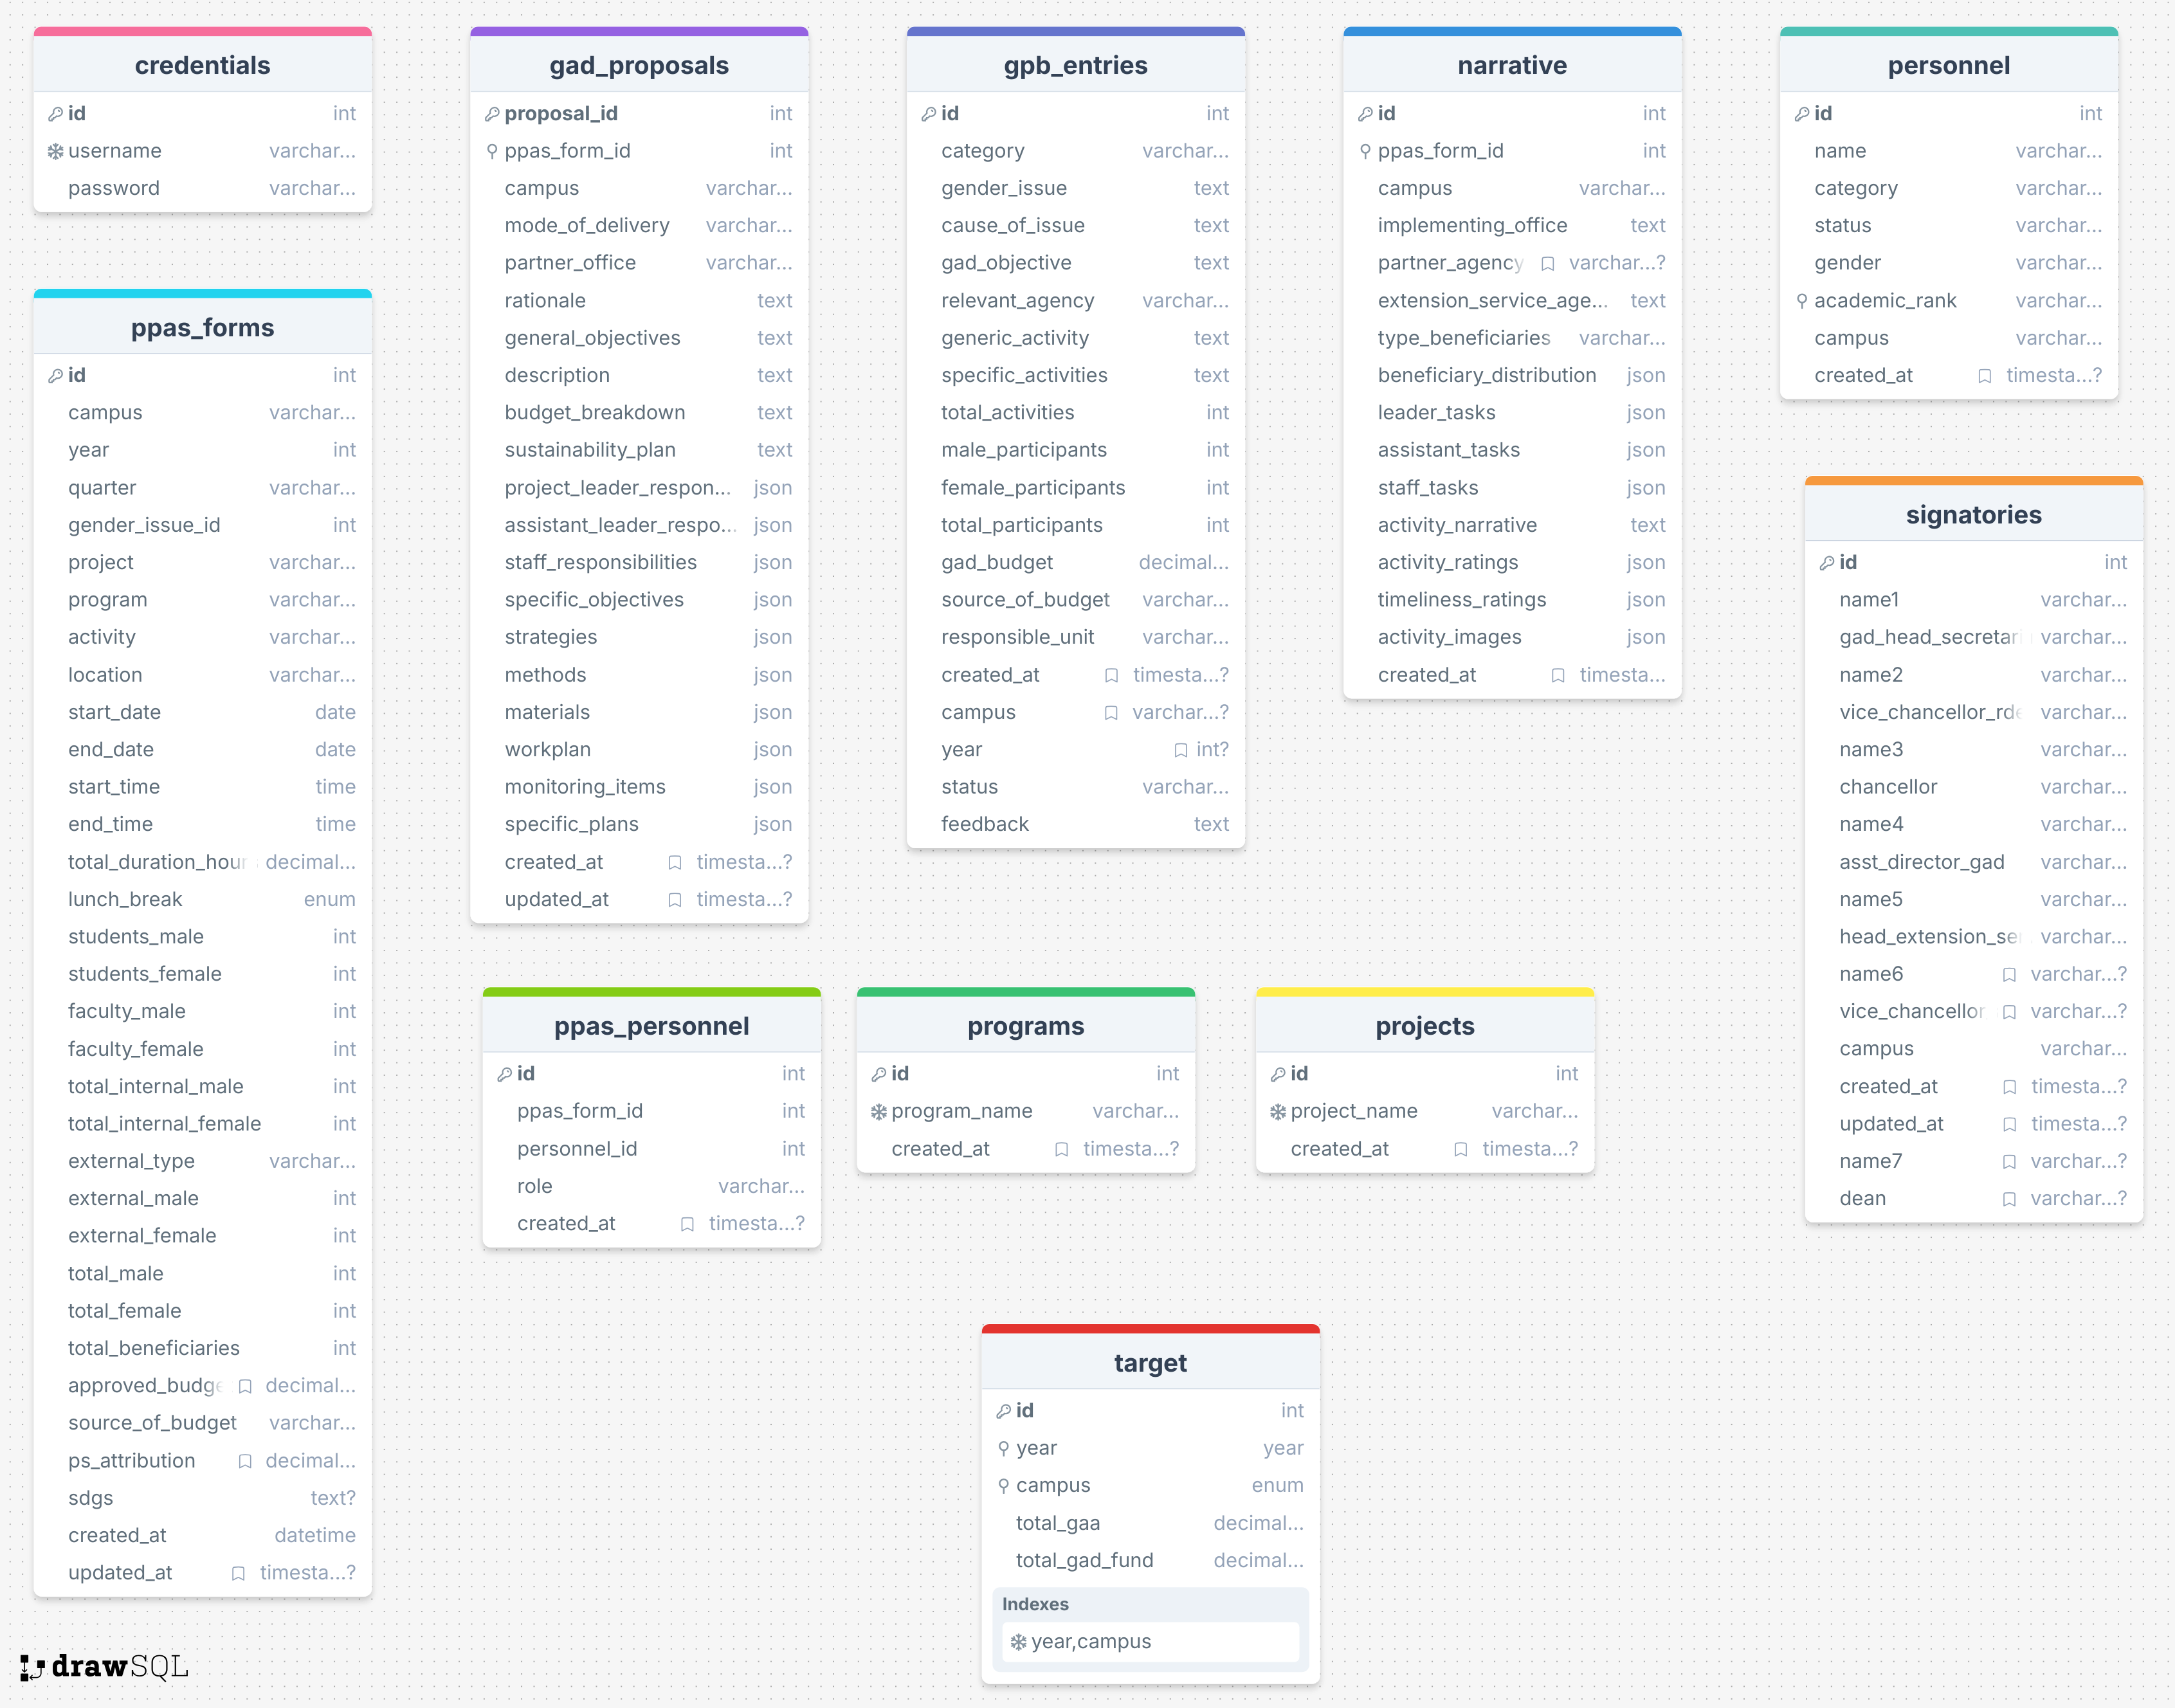 credentials
id int
username varchar...
password varchar...
ppas_forms
id int
campus varchar...
year int
quarter varchar...
gender_issue_id int
project varchar...
program varchar...
activity varchar...
location varchar...
start_date date
end_date date
start_time time
end_time time
total_duration_hour decimal...
lunch_break enum
students_male int
students_female int
faculty_male int
faculty_female int
total_internal_male int
total_internal_female int
external_type varchar...
external_male int
external_female int
total_male int
total_female int
total_beneficiaries int
approved_budge decimal...
source_of_budget varchar...
ps_attribution decimal...
sdgs text?
created_at datetime
updated_at timesta...?
gad_proposals
proposal_id int
ppas_form_id int
campus varchar...
mode_of_delivery varchar...
partner_office varchar...
rationale text
general_objectives text
description text
budget_breakdown text
sustainability_plan text
project_leader_respon... json
assistant_leader_respo... json
staff_responsibilities json
specific_objectives json
strategies json
methods json
materials json
workplan json
monitoring_items json
specific_plans json
created_at timesta...?
updated_at timesta...?
gpb_entries
id int
category varchar...
gender_issue text
cause_of_issue text
gad_objective text
relevant_agency varchar...
generic_activity text
specific_activities text
total_activities int
male_participants int
female_participants int
total_participants int
gad_budget decimal...
source_of_budget varchar...
responsible_unit varchar...
created_at timesta...?
campus varchar...?
year int?
status varchar...
feedback text
narrative
id int
ppas_form_id int
campus varchar...
implementing_office text
partner_agency varchar...?
extension_service_age... text
type_beneficiaries varchar...
beneficiary_distribution json
leader_tasks json
assistant_tasks json
staff_tasks json
activity_narrative text
activity_ratings json
timeliness_ratings json
activity_images json
created_at timesta...
personnel
id int
name varchar...
category varchar...
status varchar...
gender varchar...
academic_rank varchar...
campus varchar...
created_at timesta...?
signatories
id int
name1 varchar...
gad_head_secretari varchar...
name2 varchar...
vice_chancellor_rde varchar...
name3 varchar...
chancellor varchar...
name4 varchar...
asst_director_gad varchar...
name5 varchar...
head_extension_se varchar...
name6 varchar...?
vice_chancellor varchar...?
campus varchar...
created_at timesta...?
updated_at timesta...?
name7 varchar...?
dean varchar...?
ppas_personnel
id int
ppas_form_id int
personnel_id int
role varchar...
created_at timesta...?
programs
id int
program_name varchar...
created_at timesta...?
projects
id int
project_name varchar...
created_at timesta...?
target
id int
year year
campus enum
total_gaa decimal...
total_gad_fund decimal...
Indexes
year,campus
drawSQL